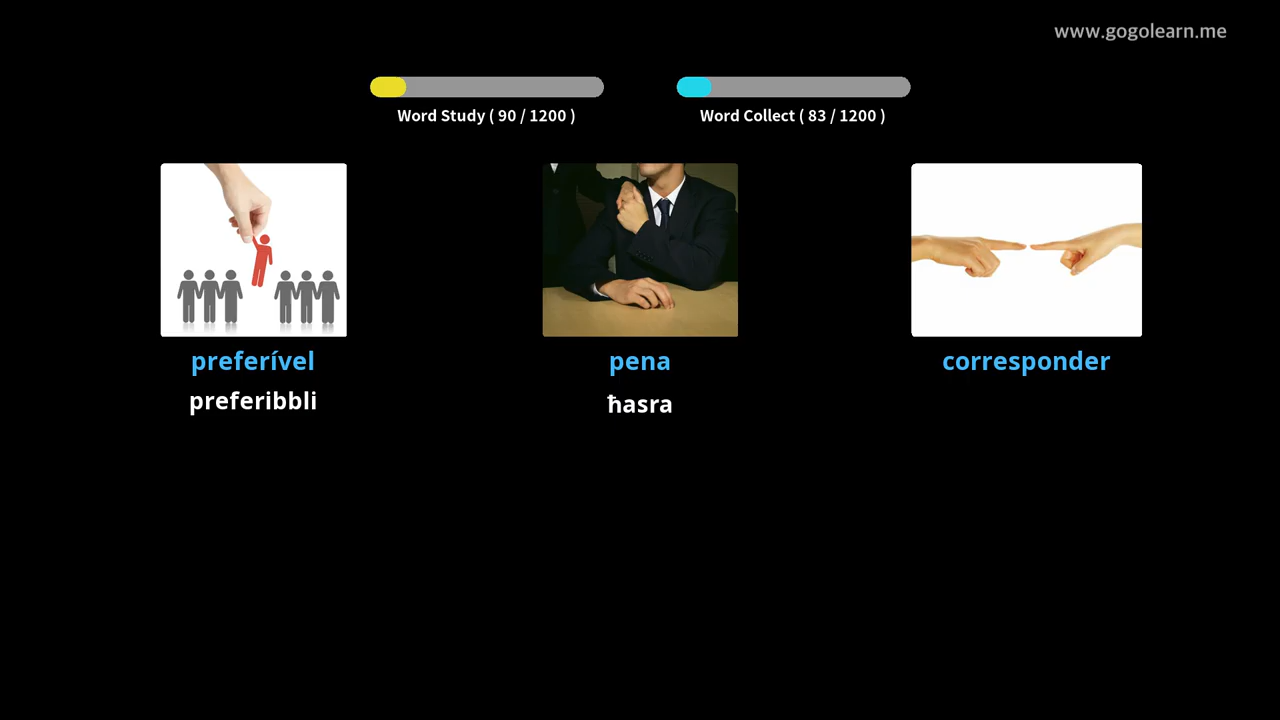 www.gogolearn.me
Word Study ( 90 / 1200 )
Word Collect ( 83 / 1200 )
preferível
pena
corresponder
preferibbli
ħasra